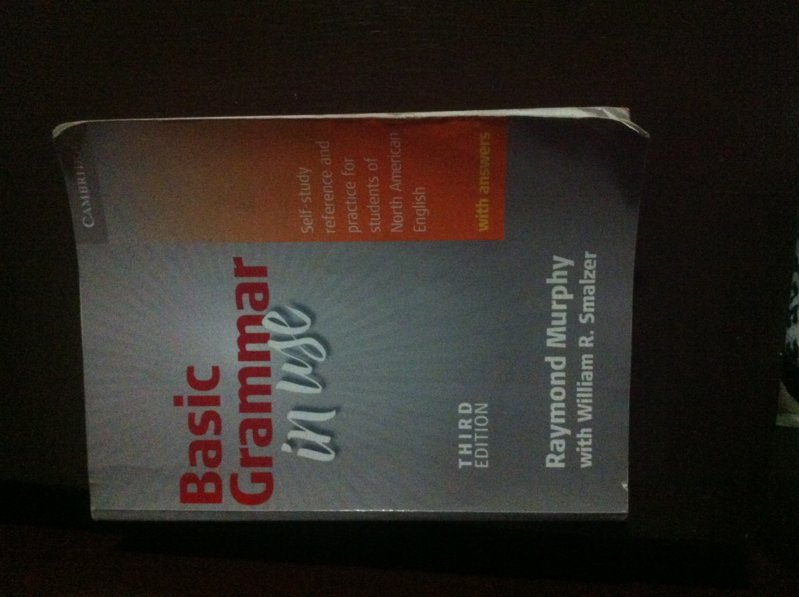 CAMBRIDGE
Basic
Grammar
in use
Self-study
reference and
practice for
students of
North American
English
with answers
THIRD
EDITION
Raymond Murphy
with William R. Smalzer